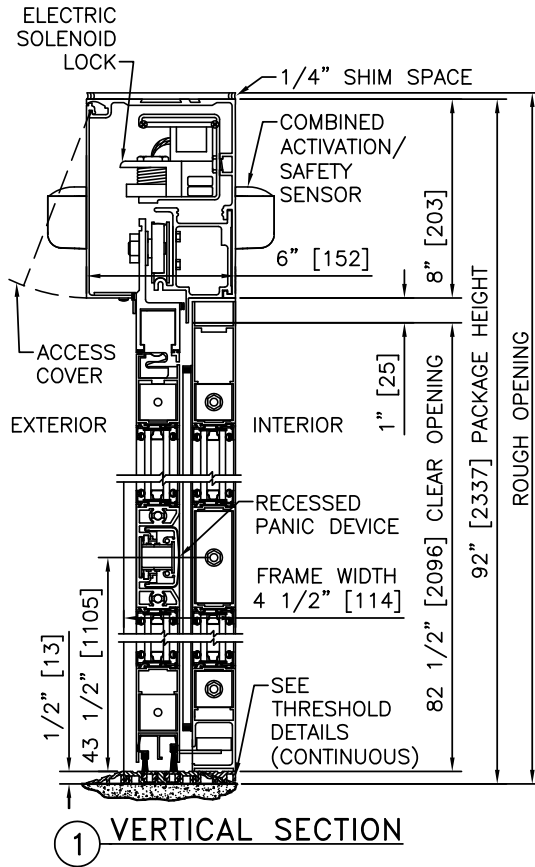 ELECTRIC
SOLENOID
LOCK
1/4" SHIM SPACE
COMBINED
ACTIVATION/
SAFETY
SENSOR
6" [152]
8" [203]
ACCESS
COVER
1" [25]
EXTERIOR
INTERIOR
RECESSED
PANIC DEVICE
FRAME WIDTH
4 1/2" [114]
82 1/2" [2096] CLEAR OPENING
92" [2337] PACKAGE HEIGHT
ROUGH OPENING
1/2" [13]
43 1/2" [1105]
SEE
THRESHOLD
DETAILS
(CONTINUOUS)
1 VERTICAL SECTION